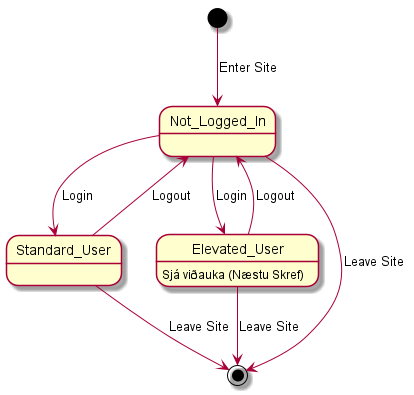 Enter Site
Not_Logged_In
Login
Logout
Login
Logout
Standard_User
Elevated_User
Sjá viðauka (Næstu Skref)
Leave Site
Leave Site
Leave Site